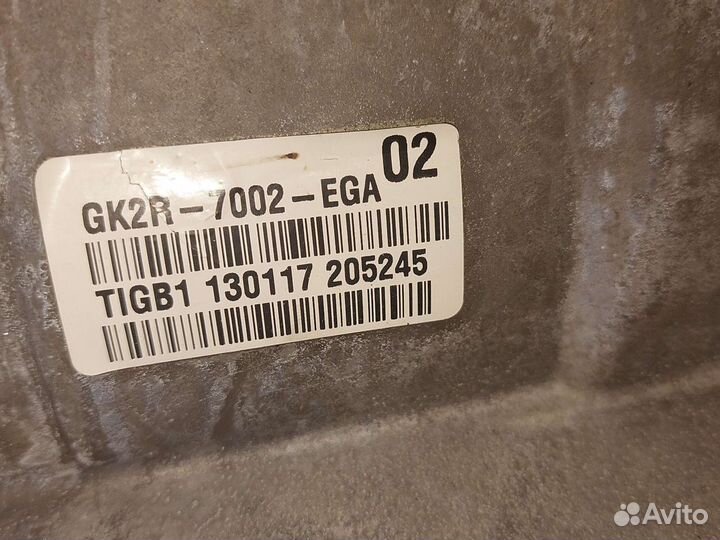 02
GK2R-7002-EGA
TIGB1 130117 205245
Avito